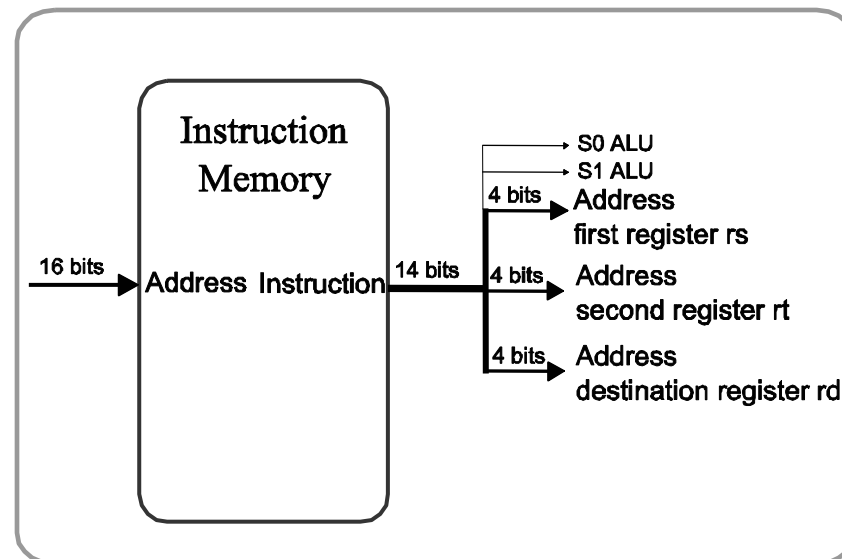 Instruction
Memory
16 bits
Address Instruction
14 bits
S0 ALU
S1 ALU
4 bits
Address
first register rs
4 bits
Address
second register rt
4 bits
Address
destination register rd